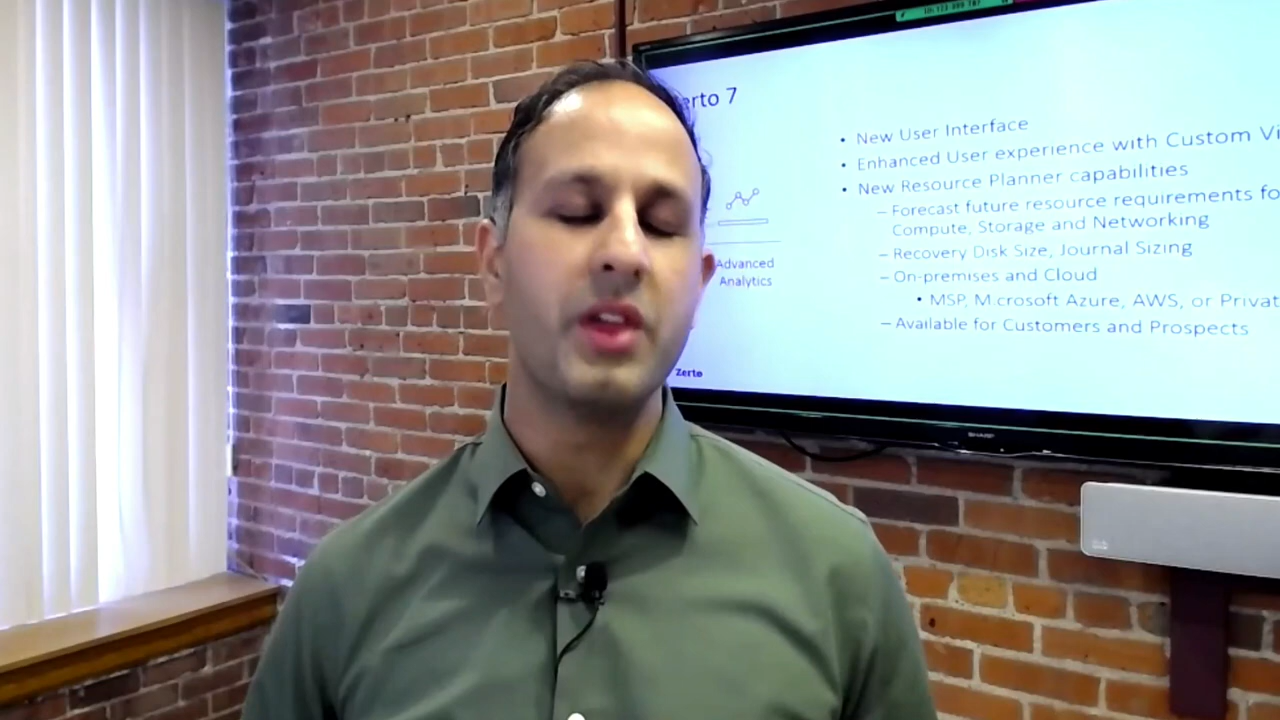 erto 7
• New User Interface
• Enhanced User experience with Custom Vi
• New Resource Planner capabilities
– Forecast future resource requirements fo
Compute, Storage and Networking
– Recovery Disk Size, Journal Sizing
– On-premises and Cloud
• MSP, M.crosoft Azure, AWS, or Privat
– Available for Customers and Prospects
Advanced
Analytics
Zerto
SHARP